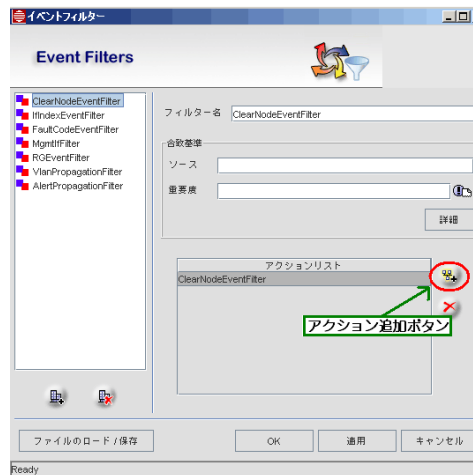 イベントフィルター
Event Filters
ClearNodeEventFilter
IfIndexEventFilter
FaultCodeEventFilter
MgmtIfFilter
RGEventFilter
VlanPropagationFilter
AlertPropagationFilter
フィルター名 ClearNodeEventFilter
合致基準
ソース
重要度
詳細
アクションリスト
ClearNodeEventFilter
アクション追加ボタン
ファイルのロード /保存
OK
適用
キャンセル
Ready